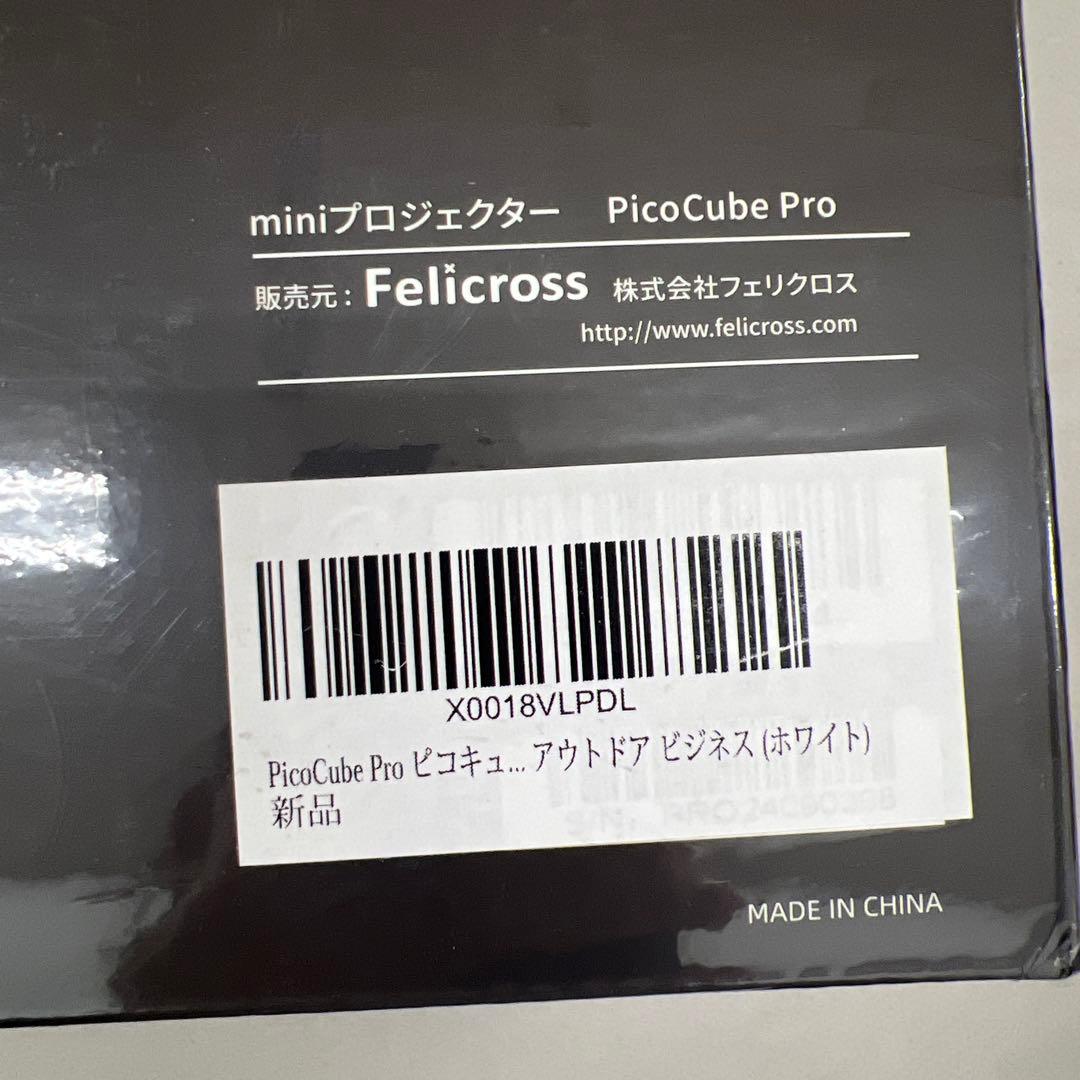 miniプロジェクター PicoCube Pro
販売元: Felicross 株式会社フェリクロス
http://www.felicross.com
X0018VLPDL
PicoCube Pro ピコキュ... アウトドア ビジネス (ホワイト)
新品
MADE IN CHINA